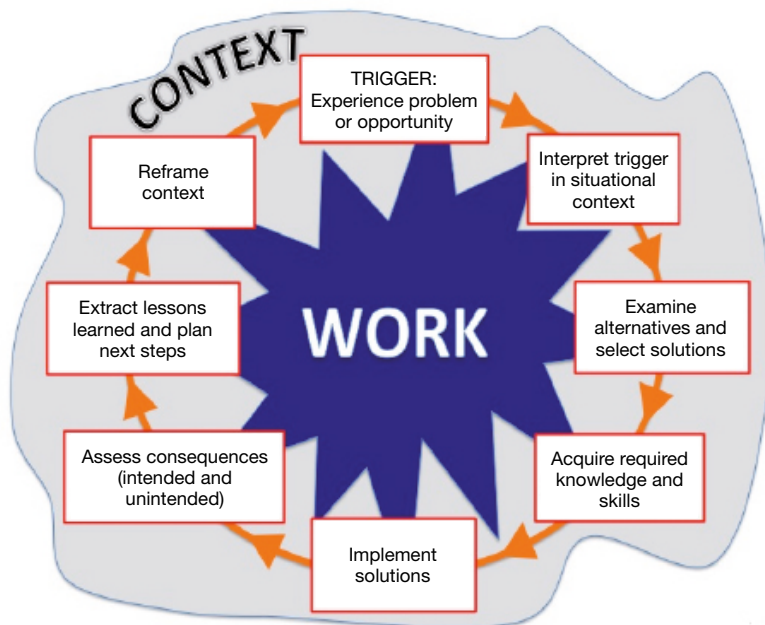 CONTEXT
TRIGGER:
Experience problem
or opportunity
Interpret trigger
in situational
context
Examine
alternatives and
select solutions
Acquire required
knowledge and
skills
Implement
solutions
Assess consequences
(intended and
unintended)
Extract lessons
learned and plan
next steps
Reframe
context
WORK